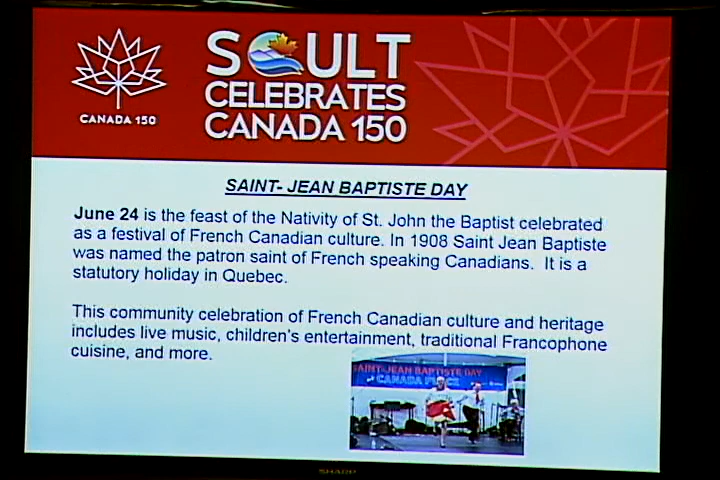 CANADA 150
SAULT
CELEBRATES
CANADA 150
SAINT- JEAN BAPTISTE DAY
June 24 is the feast of the Nativity of St. John the Baptist celebrated
as a festival of French Canadian culture. In 1908 Saint Jean Baptiste
was named the patron saint of French speaking Canadians. It is a
statutory holiday in Quebec.
This community celebration of French Canadian culture and heritage
includes live music, children's entertainment, traditional Francophone
cuisine, and more.
SAINT-JEAN BAPTISTE DAY
at CANADA PLACE
SHARP